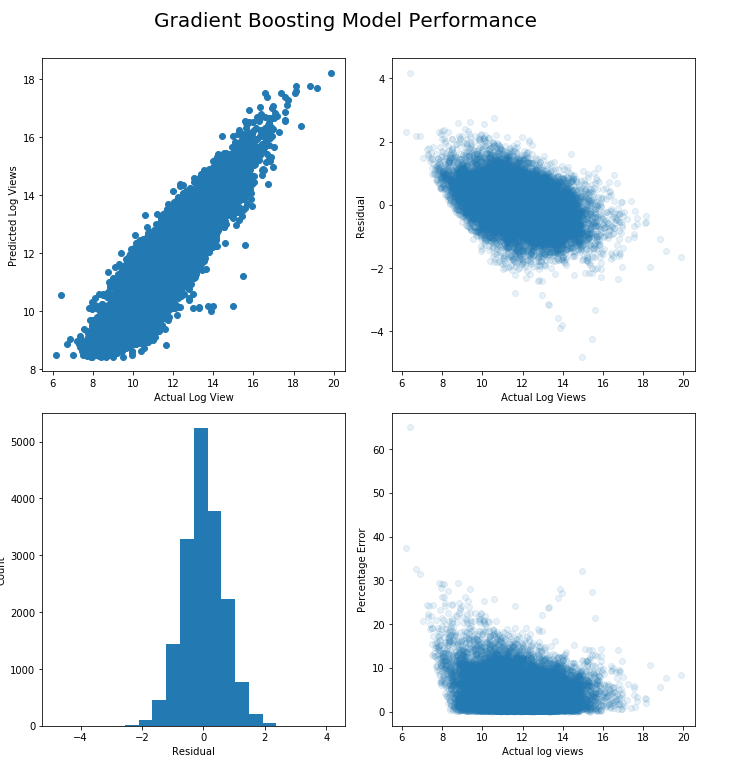 Gradient Boosting Model Performance
Predicted Log Views
18
16
14
12
10
8
6 8 10 12 14 16 18 20
Actual Log View
Residual
4
2
0
−2
−4
6 8 10 12 14 16 18 20
Actual Log Views
5000
4000
3000
2000
1000
0
−4 −2 0 2 4
Residual
Percentage Error
60
50
40
30
20
10
0
6 8 10 12 14 16 18 20
Actual log views